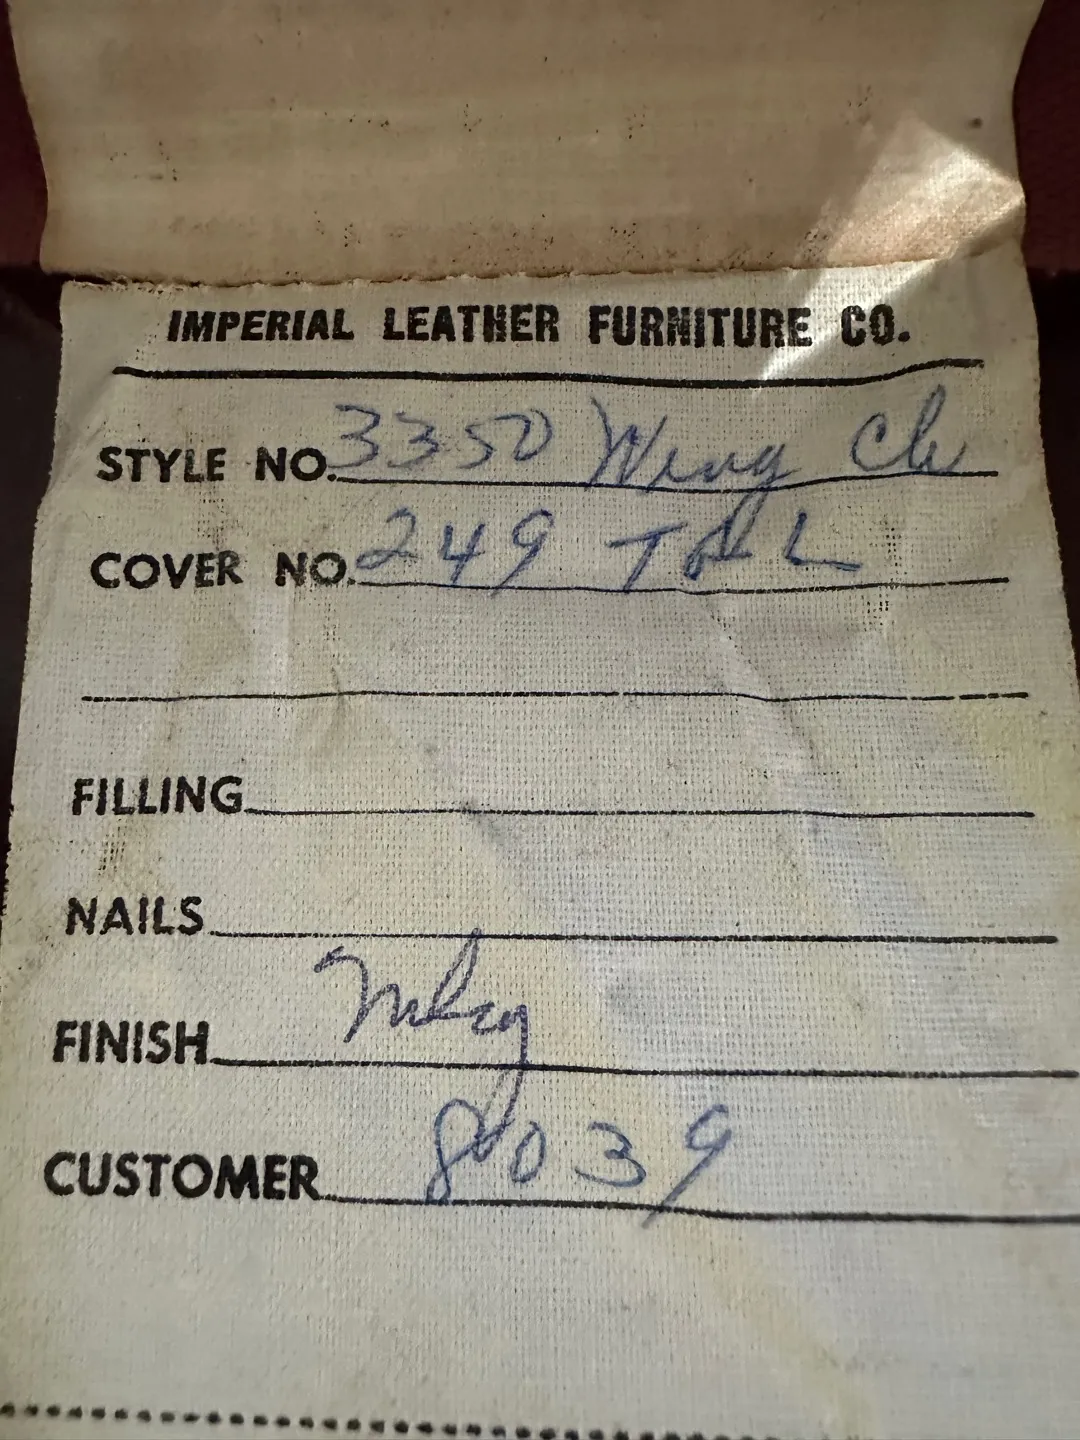 IMPERIAL LEATHER FURNITURE CO.
STYLE NO. 3350 Wing Ch
COVER NO. 249 T L
FILLING
NAILS
FINISH
CUSTOMER 8039